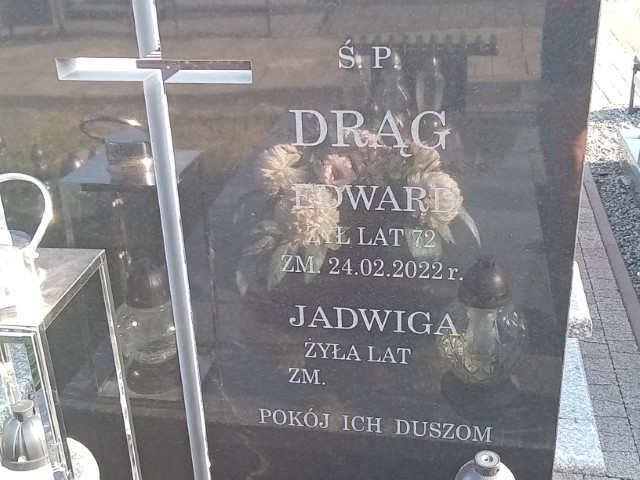 Ś. P.
DRĄG
EDWARD
ŻYŁ LAT 72
ZM. 24.02.2022 r.
JADWIGA
ŻYŁA LAT
ZM.
POKÓJ ICH DUSZOM